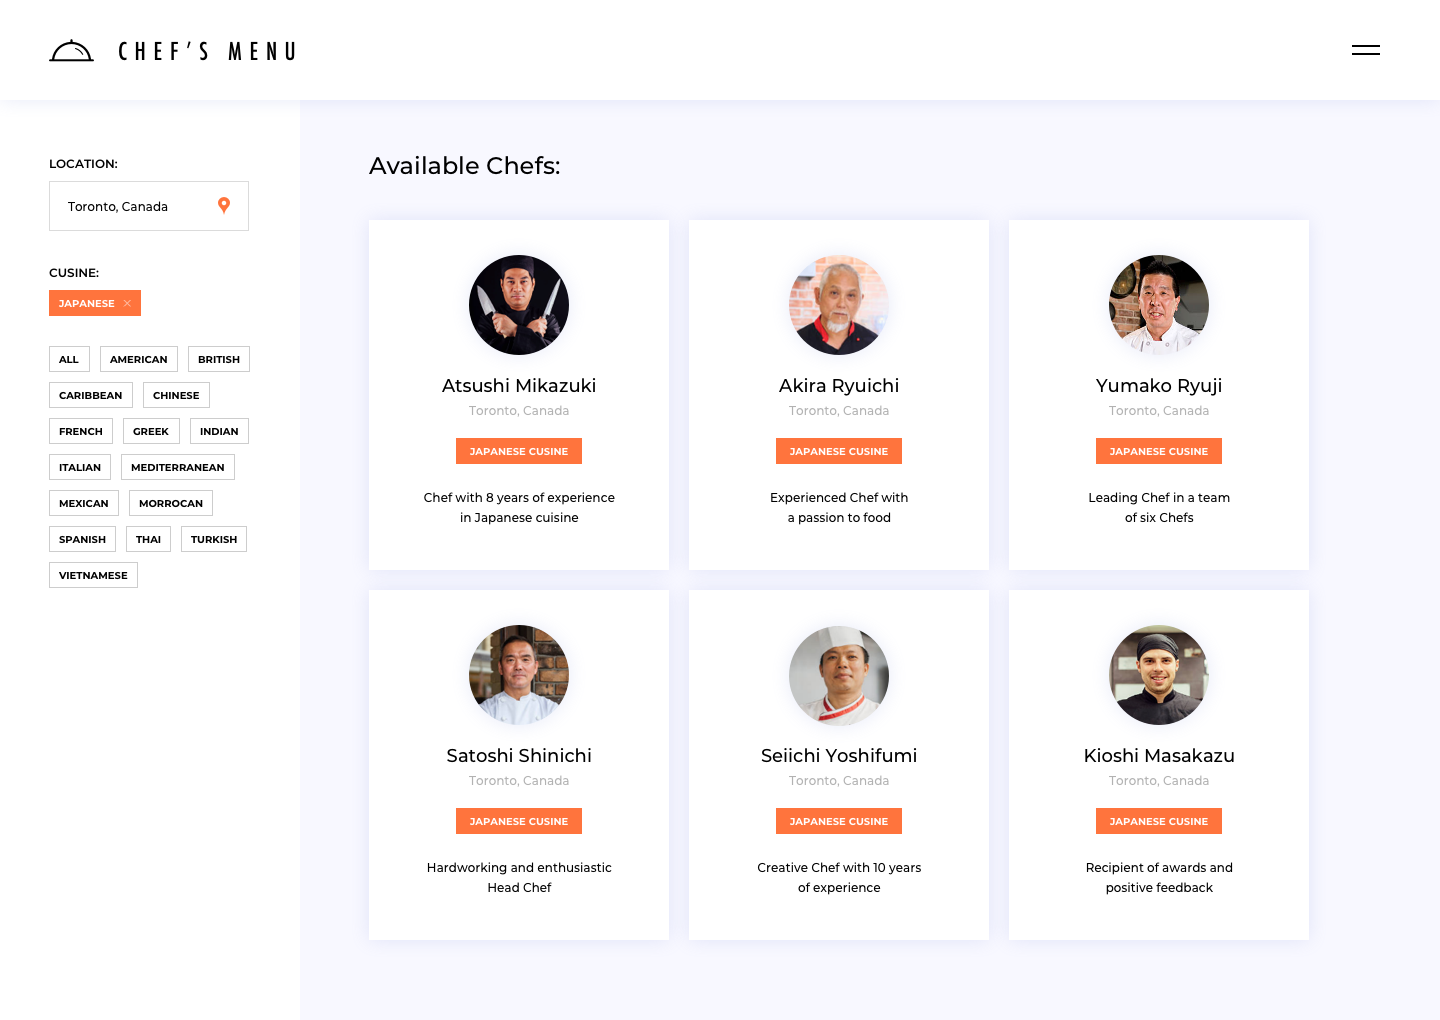 CHEF'S MENU
LOCATION:
Toronto, Canada
CUSINE:
JAPANESE ×
ALL AMERICAN BRITISH
CARIBBEAN CHINESE
FRENCH GREEK INDIAN
ITALIAN MEDITERRANEAN
MEXICAN MORROCAN
SPANISH THAI TURKISH
VIETNAMESE
Available Chefs:
Atsushi Mikazuki
Toronto, Canada
JAPANESE CUSINE
Chef with 8 years of experience
in Japanese cuisine
Akira Ryuichi
Toronto, Canada
JAPANESE CUSINE
Experienced Chef with
a passion to food
Yumako Ryuji
Toronto, Canada
JAPANESE CUSINE
Leading Chef in a team
of six Chefs
Satoshi Shinichi
Toronto, Canada
JAPANESE CUSINE
Hardworking and enthusiastic
Head Chef
Seiichi Yoshifumi
Toronto, Canada
JAPANESE CUSINE
Creative Chef with 10 years
of experience
Kioshi Masakazu
Toronto, Canada
JAPANESE CUSINE
Recipient of awards and
positive feedback